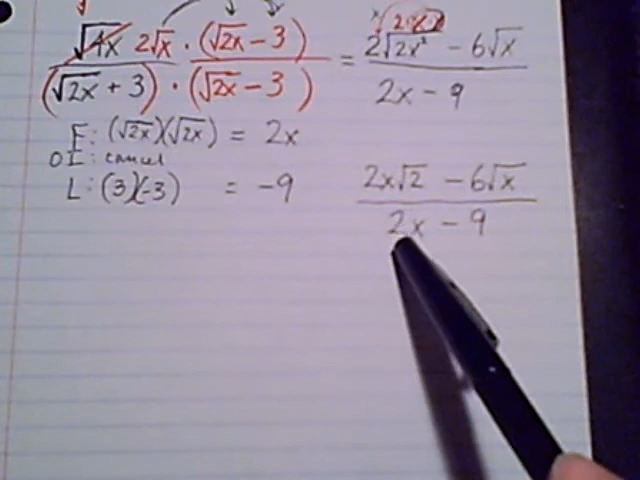 √4x 2√x · (√2x - 3) / (√2x + 3) · (√2x - 3) = 2√2x² - 6√x / 2x - 9
F: (√2x)(√2x) = 2x
OI: cancel
L: (3)(-3) = -9
2x√2 - 6√x / 2x - 9